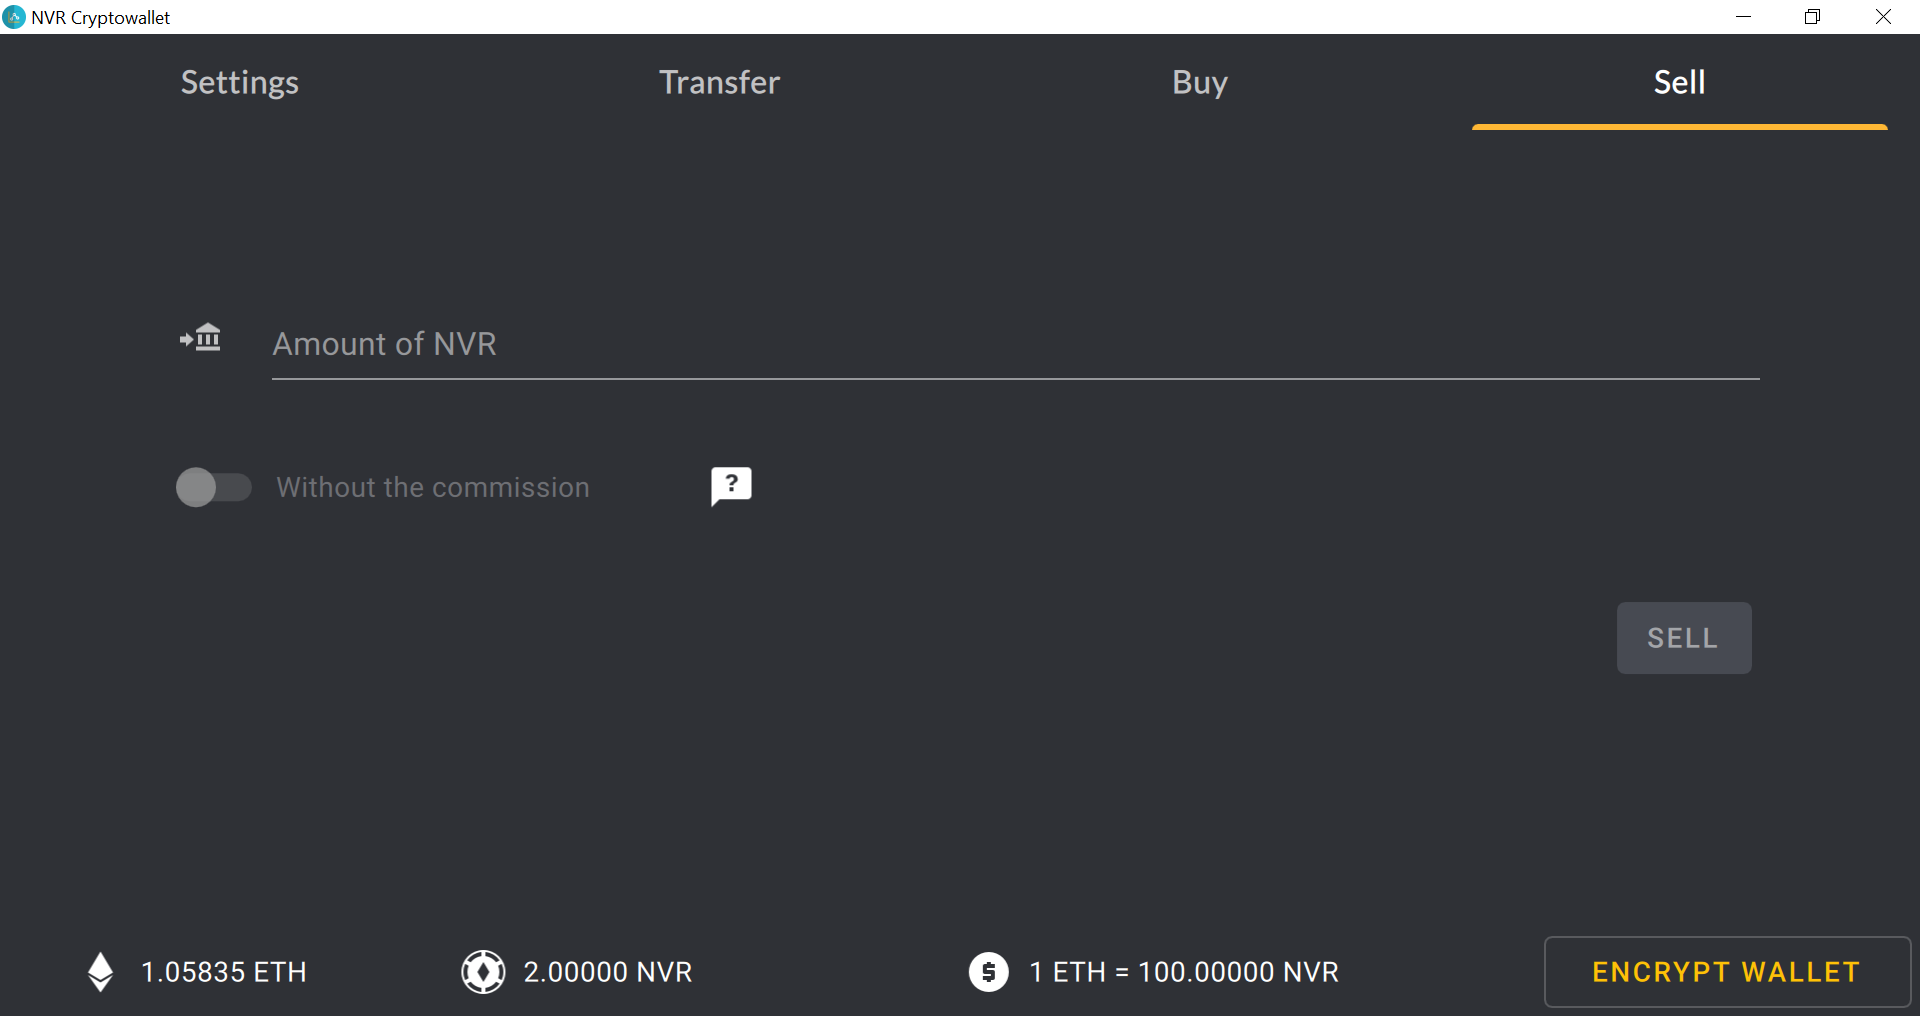 NVR Cryptowallet
Settings
Transfer
Buy
Sell
Amount of NVR
Without the commission
?
SELL
1.05835 ETH
2.00000 NVR
$ 1 ETH = 100.00000 NVR
ENCRYPT WALLET